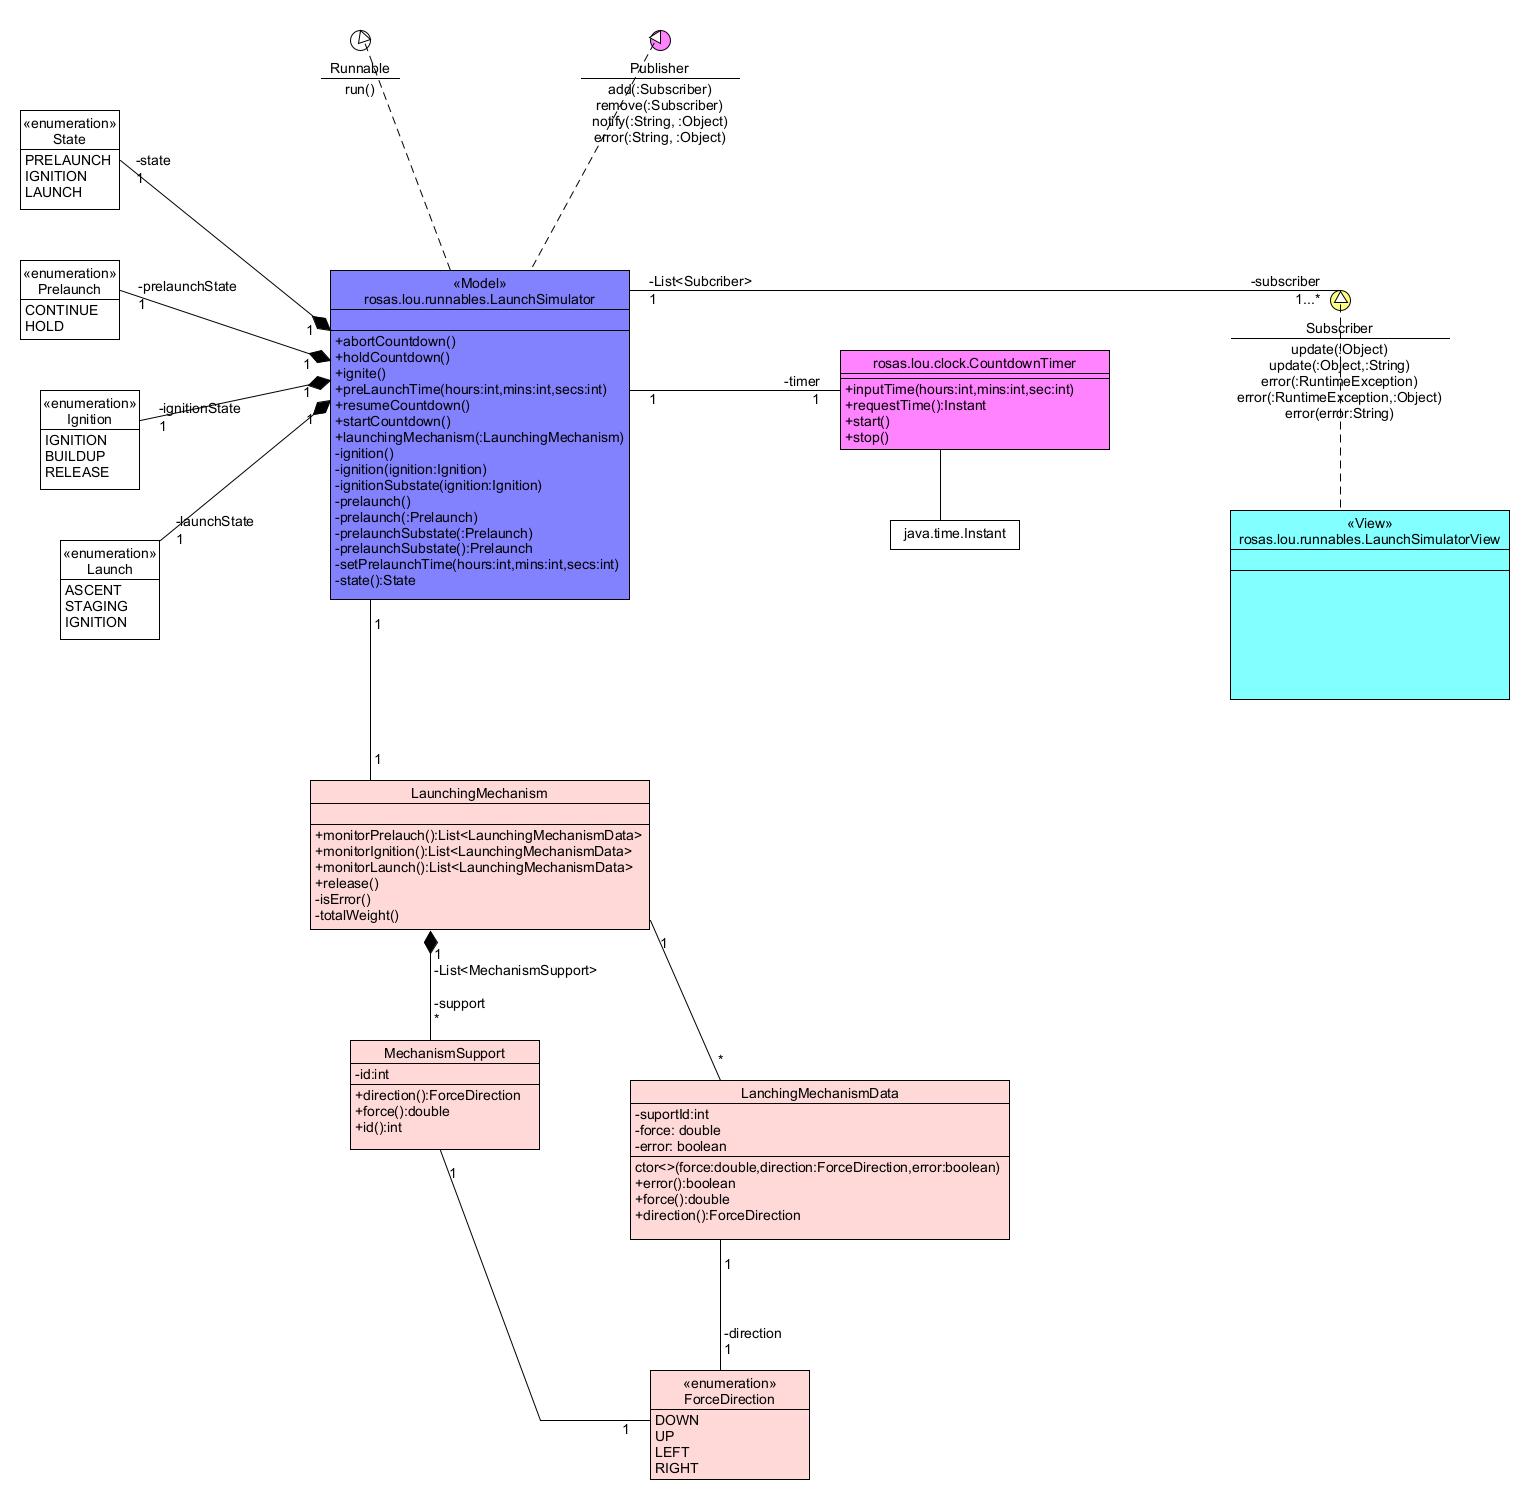 Runnable
run()
Publisher
add(:Subscriber)
remove(:Subscriber)
notify(:String, :Object)
error(:String, :Object)
«enumeration»
State
PRELAUNCH
IGNITION
LAUNCH
-state
1
1
«enumeration»
Prelaunch
CONTINUE
HOLD
-prelaunchState
1
1
«enumeration»
Ignition
IGNITION
BUILDUP
RELEASE
-ignitionState
1
1
«enumeration»
Launch
ASCENT
STAGING
IGNITION
-launchState
1
1
«Model»
rosas.lou.runnables.LaunchSimulator
+abortCountdown()
+holdCountdown()
+ignite()
+preLaunchTime(hours:int,mins:int,secs:int)
+resumeCountdown()
+startCountdown()
+launchingMechanism(:LaunchingMechanism)
-ignition()
-ignition(ignition:Ignition)
-ignitionSubstate(ignition:Ignition)
-prelaunch()
-prelaunch(:Prelaunch)
-prelaunchSubstate(:Prelaunch)
-prelaunchSubstate():Prelaunch
-setPrelaunchTime(hours:int,mins:int,secs:int)
-state():State
-List<Subcriber>
1
-subscriber
1...*
Subscriber
update(:Object)
update(:Object,:String)
error(:RuntimeException)
error(:RuntimeException,:Object)
error(error:String)
1
-timer
1
rosas.lou.clock.CountdownTimer
+inputTime(hours:int,mins:int,sec:int)
+requestTime():Instant
+start()
+stop()
java.time.Instant
«View»
rosas.lou.runnables.LaunchSimulatorView
1
1
LaunchingMechanism
+monitorPrelauch():List<LaunchingMechanismData>
+monitorIgnition():List<LaunchingMechanismData>
+monitorLaunch():List<LaunchingMechanismData>
+release()
-isError()
-totalWeight()
1
-List<MechanismSupport>
-support
*
1
*
MechanismSupport
-id:int
+direction():ForceDirection
+force():double
+id():int
LanchingMechanismData
-suportId:int
-force: double
-error: boolean
ctor<>(force:double,direction:ForceDirection,error:boolean)
+error():boolean
+force():double
+direction():ForceDirection
1
1
1
-direction
1
«enumeration»
ForceDirection
DOWN
UP
LEFT
RIGHT